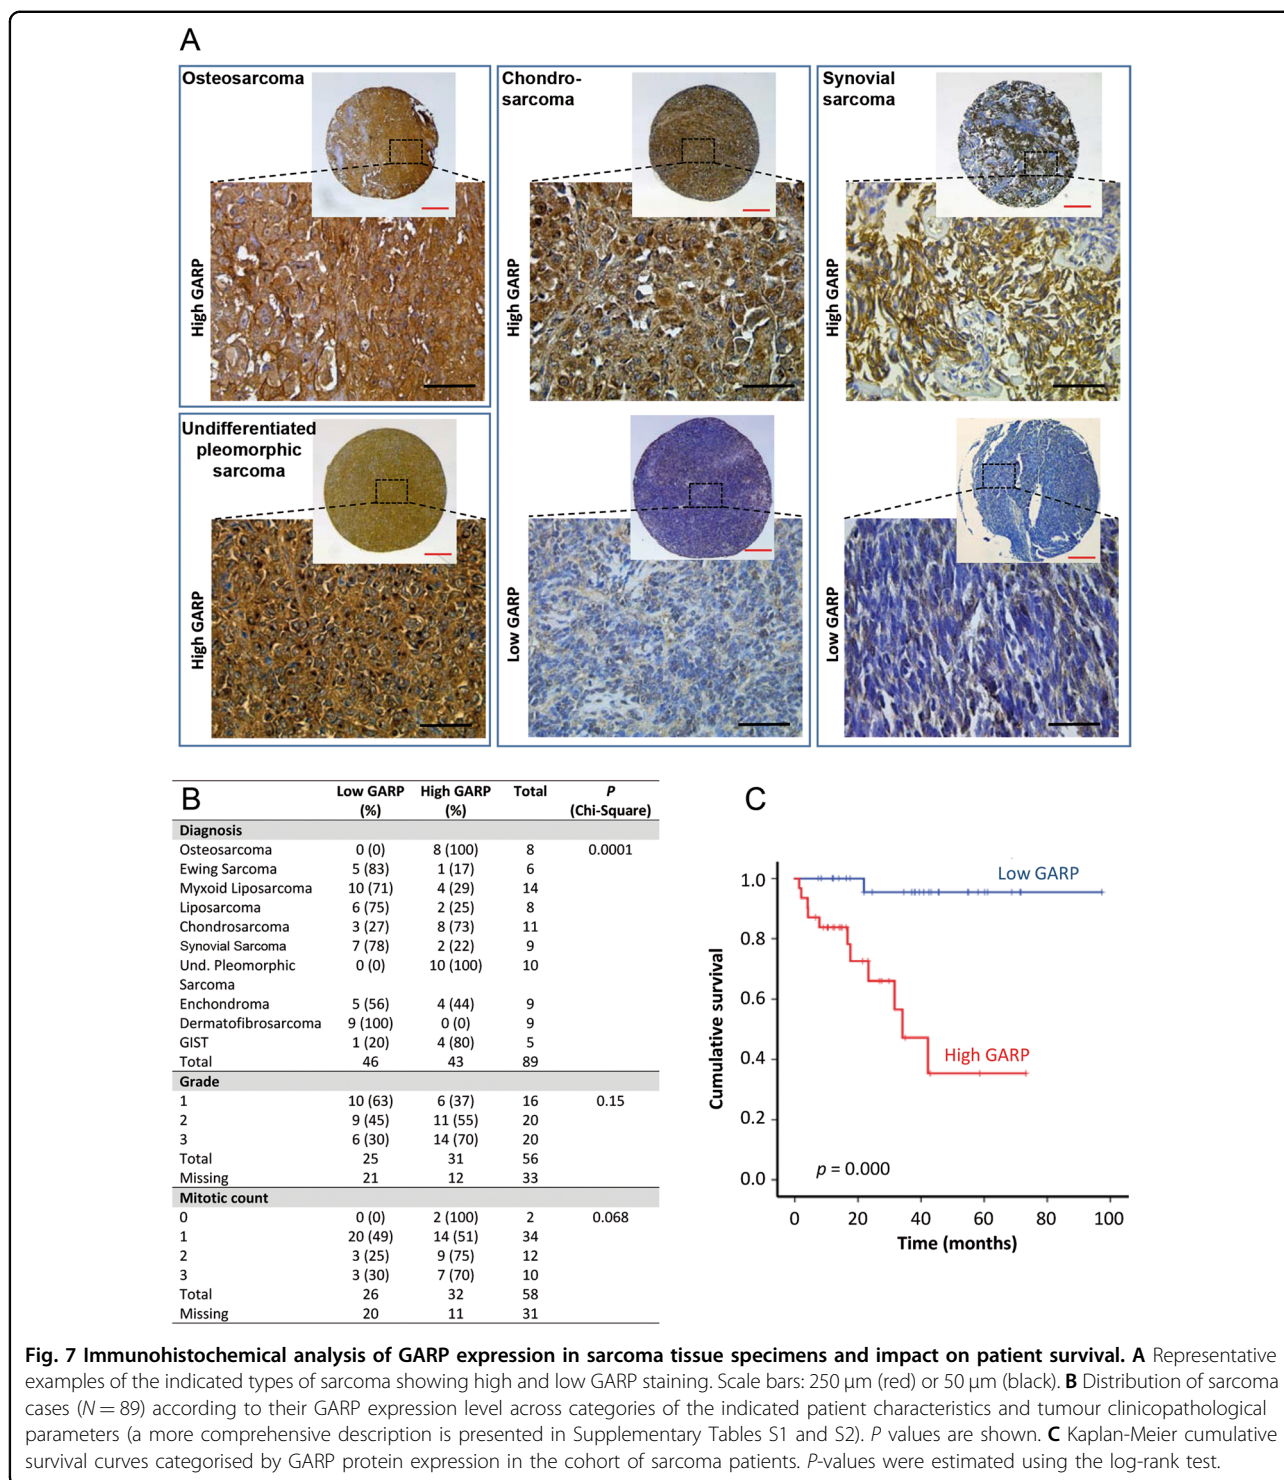 A
Osteosarcoma
High GARP
Chondro-
sarcoma
High GARP
Synovial
sarcoma
High GARP
Undifferentiated
pleomorphic
sarcoma
High GARP
Low GARP
Low GARP
B
Low GARP High GARP Total P
(%) (%) (Chi-Square)
Diagnosis
Osteosarcoma 0 (0) 8 (100) 8 0.0001
Ewing Sarcoma 5 (83) 1 (17) 6
Myxoid Liposarcoma 10 (71) 4 (29) 14
Liposarcoma 6 (75) 2 (25) 8
Chondrosarcoma 3 (27) 8 (73) 11
Synovial Sarcoma 7 (78) 2 (22) 9
Und. Pleomorphic 0 (0) 10 (100) 10
Sarcoma
Enchondroma 5 (56) 4 (44) 9
Dermatofibrosarcoma 9 (100) 0 (0) 9
GIST 1 (20) 4 (80) 5
Total 46 43 89
Grade
1 10 (63) 6 (37) 16 0.15
2 9 (45) 11 (55) 20
3 6 (30) 14 (70) 20
Total 25 31 56
Missing 21 12 33
Mitotic count
0 0 (0) 2 (100) 2 0.068
1 20 (49) 14 (51) 34
2 3 (25) 9 (75) 12
3 3 (30) 7 (70) 10
Total 26 32 58
Missing 20 11 31
C
Cumulative survival
1.0
0.8
0.6
0.4
0.2
0.0
Low GARP
High GARP
p = 0.000
0 20 40 60 80 100
Time (months)
Fig. 7 Immunohistochemical analysis of GARP expression in sarcoma tissue specimens and impact on patient survival. A Representative
examples of the indicated types of sarcoma showing high and low GARP staining. Scale bars: 250 µm (red) or 50 µm (black). B Distribution of sarcoma
cases (N = 89) according to their GARP expression level across categories of the indicated patient characteristics and tumour clinicopathological
parameters (a more comprehensive description is presented in Supplementary Tables S1 and S2). P values are shown. C Kaplan-Meier cumulative
survival curves categorised by GARP protein expression in the cohort of sarcoma patients. P-values were estimated using the log-rank test.